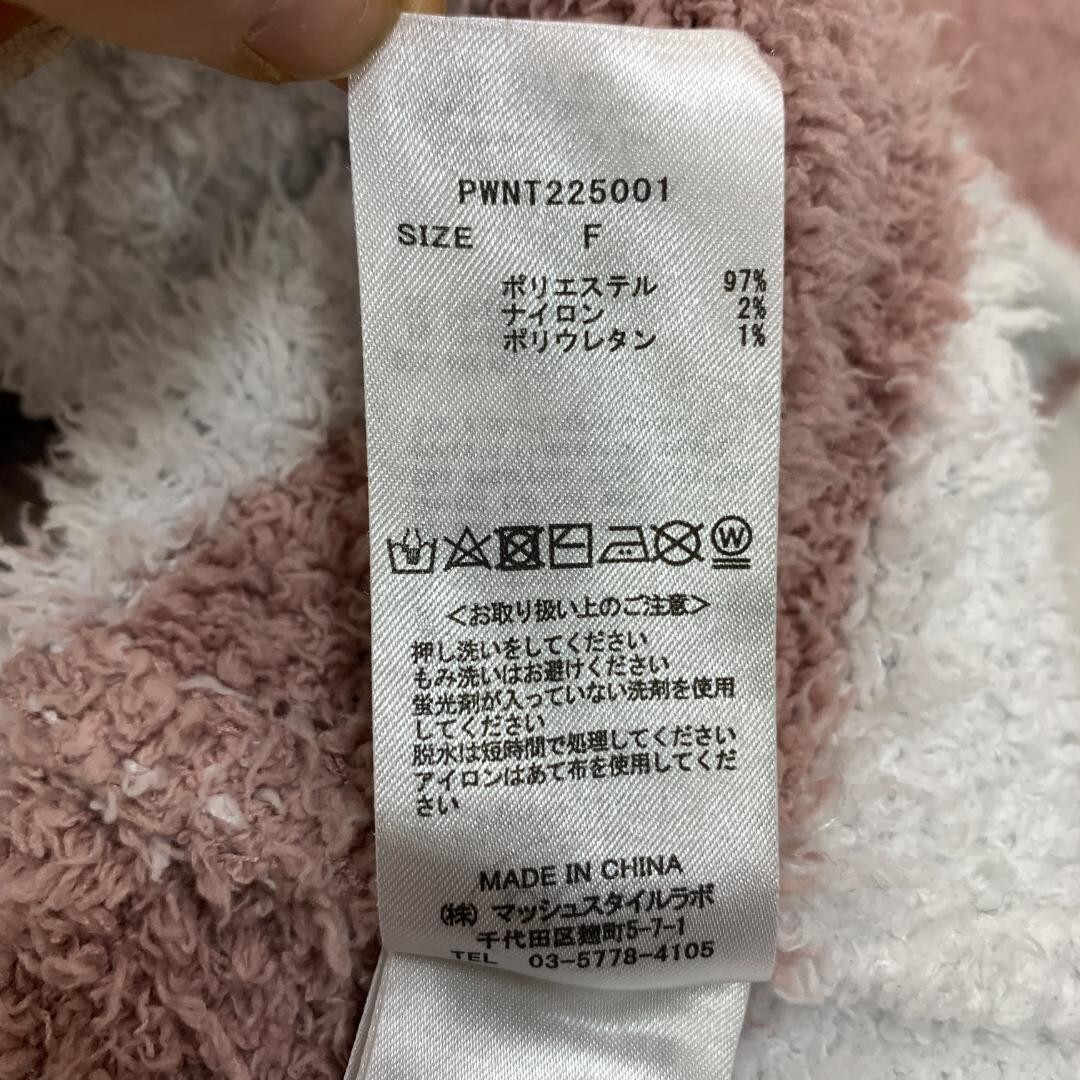 PWNT225001
SIZE F
ポリエステル 97%
ナイロン 2%
ポリウレタン 1%
W
<お取り扱い上のご注意>
押し洗いをしてください
もみ洗いはお避けください
蛍光剤が入っていない洗剤を使用
してください
脱水は短時間で処理してください
アイロンはあて布を使用してくだ
さい
MADE IN CHINA
(株) マッシュスタイルラボ
千代田区麹町5-7-1
TEL 03-5778-4105